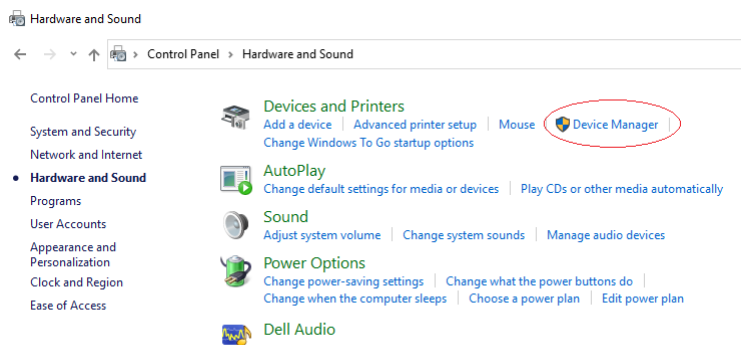 Hardware and Sound
Control Panel > Hardware and Sound
Control Panel Home
System and Security
Network and Internet
Hardware and Sound
Programs
User Accounts
Appearance and
Personalization
Clock and Region
Ease of Access
Devices and Printers
Add a device | Advanced printer setup | Mouse | Device Manager |
Change Windows To Go startup options
AutoPlay
Change default settings for media or devices | Play CDs or other media automatically
Sound
Adjust system volume | Change system sounds | Manage audio devices
Power Options
Change power-saving settings | Change what the power buttons do |
Change when the computer sleeps | Choose a power plan | Edit power plan
Dell Audio